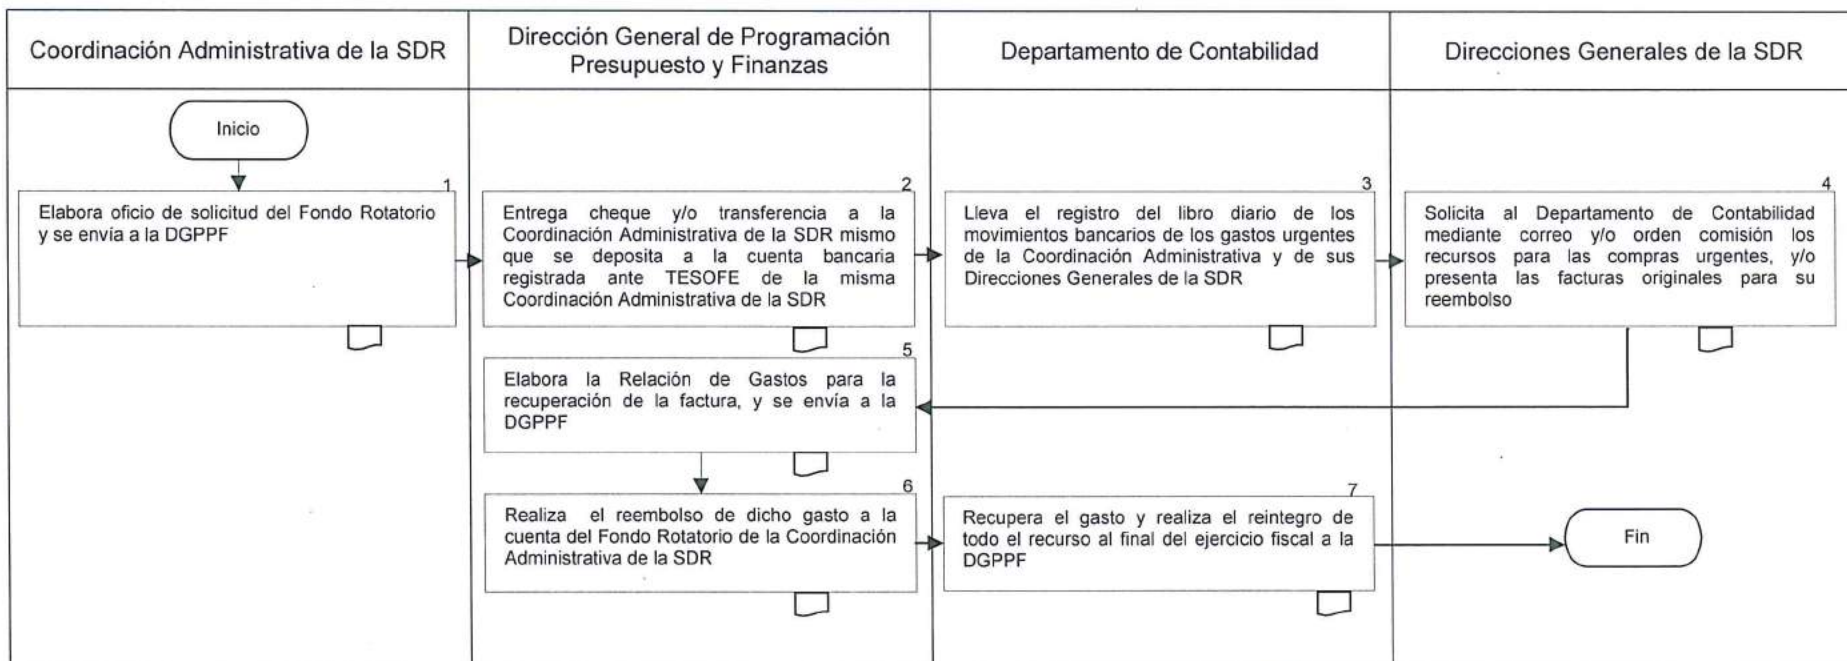 Coordinación Administrativa de la SDR
Dirección General de Programación
Presupuesto y Finanzas
Departamento de Contabilidad
Direcciones Generales de la SDR
Inicio
1
Elabora oficio de solicitud del Fondo Rotatorio
y se envía a la DGPPF
2
Entrega cheque y/o transferencia a la
Coordinación Administrativa de la SDR mismo
que se deposita a la cuenta bancaria
registrada ante TESOFE de la misma
Coordinación Administrativa de la SDR
3
Lleva el registro del libro diario de los
movimientos bancarios de los gastos urgentes
de la Coordinación Administrativa y de sus
Direcciones Generales de la SDR
4
Solicita al Departamento de Contabilidad
mediante correo y/o orden comisión los
recursos para las compras urgentes, y/o
presenta las facturas originales para su
reembolso
5
Elabora la Relación de Gastos para la
recuperación de la factura, y se envía a la
DGPPF
6
Realiza el reembolso de dicho gasto a la
cuenta del Fondo Rotatorio de la Coordinación
Administrativa de la SDR
7
Recupera el gasto y realiza el reintegro de
todo el recurso al final del ejercicio fiscal a la
DGPPF
Fin